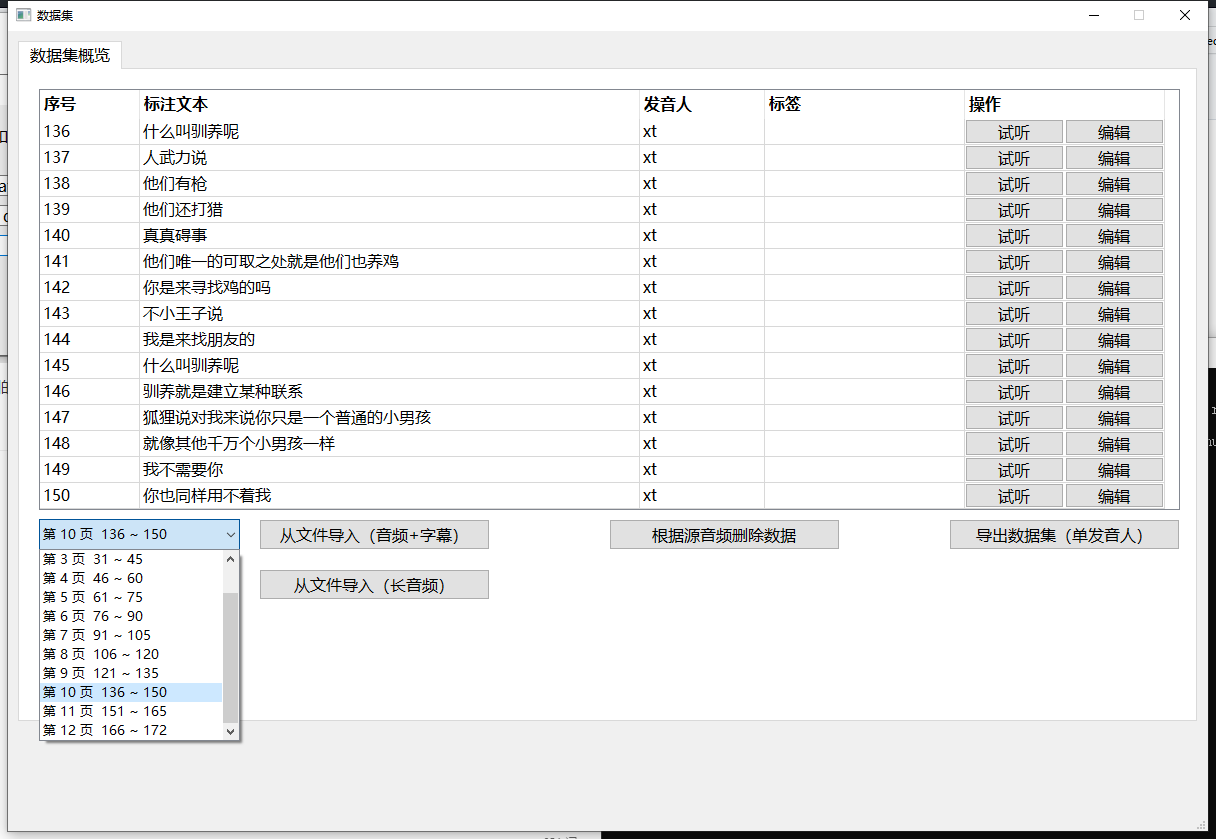 数据集
数据集概览
序号 标注文本 发音人 标签 操作
136 什么叫驯养呢 xt 试听 编辑
137 人武力说 xt 试听 编辑
138 他们有枪 xt 试听 编辑
139 他们还打猎 xt 试听 编辑
140 真真碍事 xt 试听 编辑
141 他们唯一的可取之处就是他们也养鸡 xt 试听 编辑
142 你是来寻找鸡的吗 xt 试听 编辑
143 不小王子说 xt 试听 编辑
144 我是来找朋友的 xt 试听 编辑
145 什么叫驯养呢 xt 试听 编辑
146 驯养就是建立某种联系 xt 试听 编辑
147 狐狸说对我来说你只是一个普通的小男孩 xt 试听 编辑
148 就像其他千万个小男孩一样 xt 试听 编辑
149 我不需要你 xt 试听 编辑
150 你也同样用不着我 xt 试听 编辑
第 10 页 136 ~ 150 从文件导入（音频+字幕） 根据源音频删除数据 导出数据集（单发音人）
从文件导入（长音频）
第 3 页 31 ~ 45
第 4 页 46 ~ 60
第 5 页 61 ~ 75
第 6 页 76 ~ 90
第 7 页 91 ~ 105
第 8 页 106 ~ 120
第 9 页 121 ~ 135
第 10 页 136 ~ 150
第 11 页 151 ~ 165
第 12 页 166 ~ 172